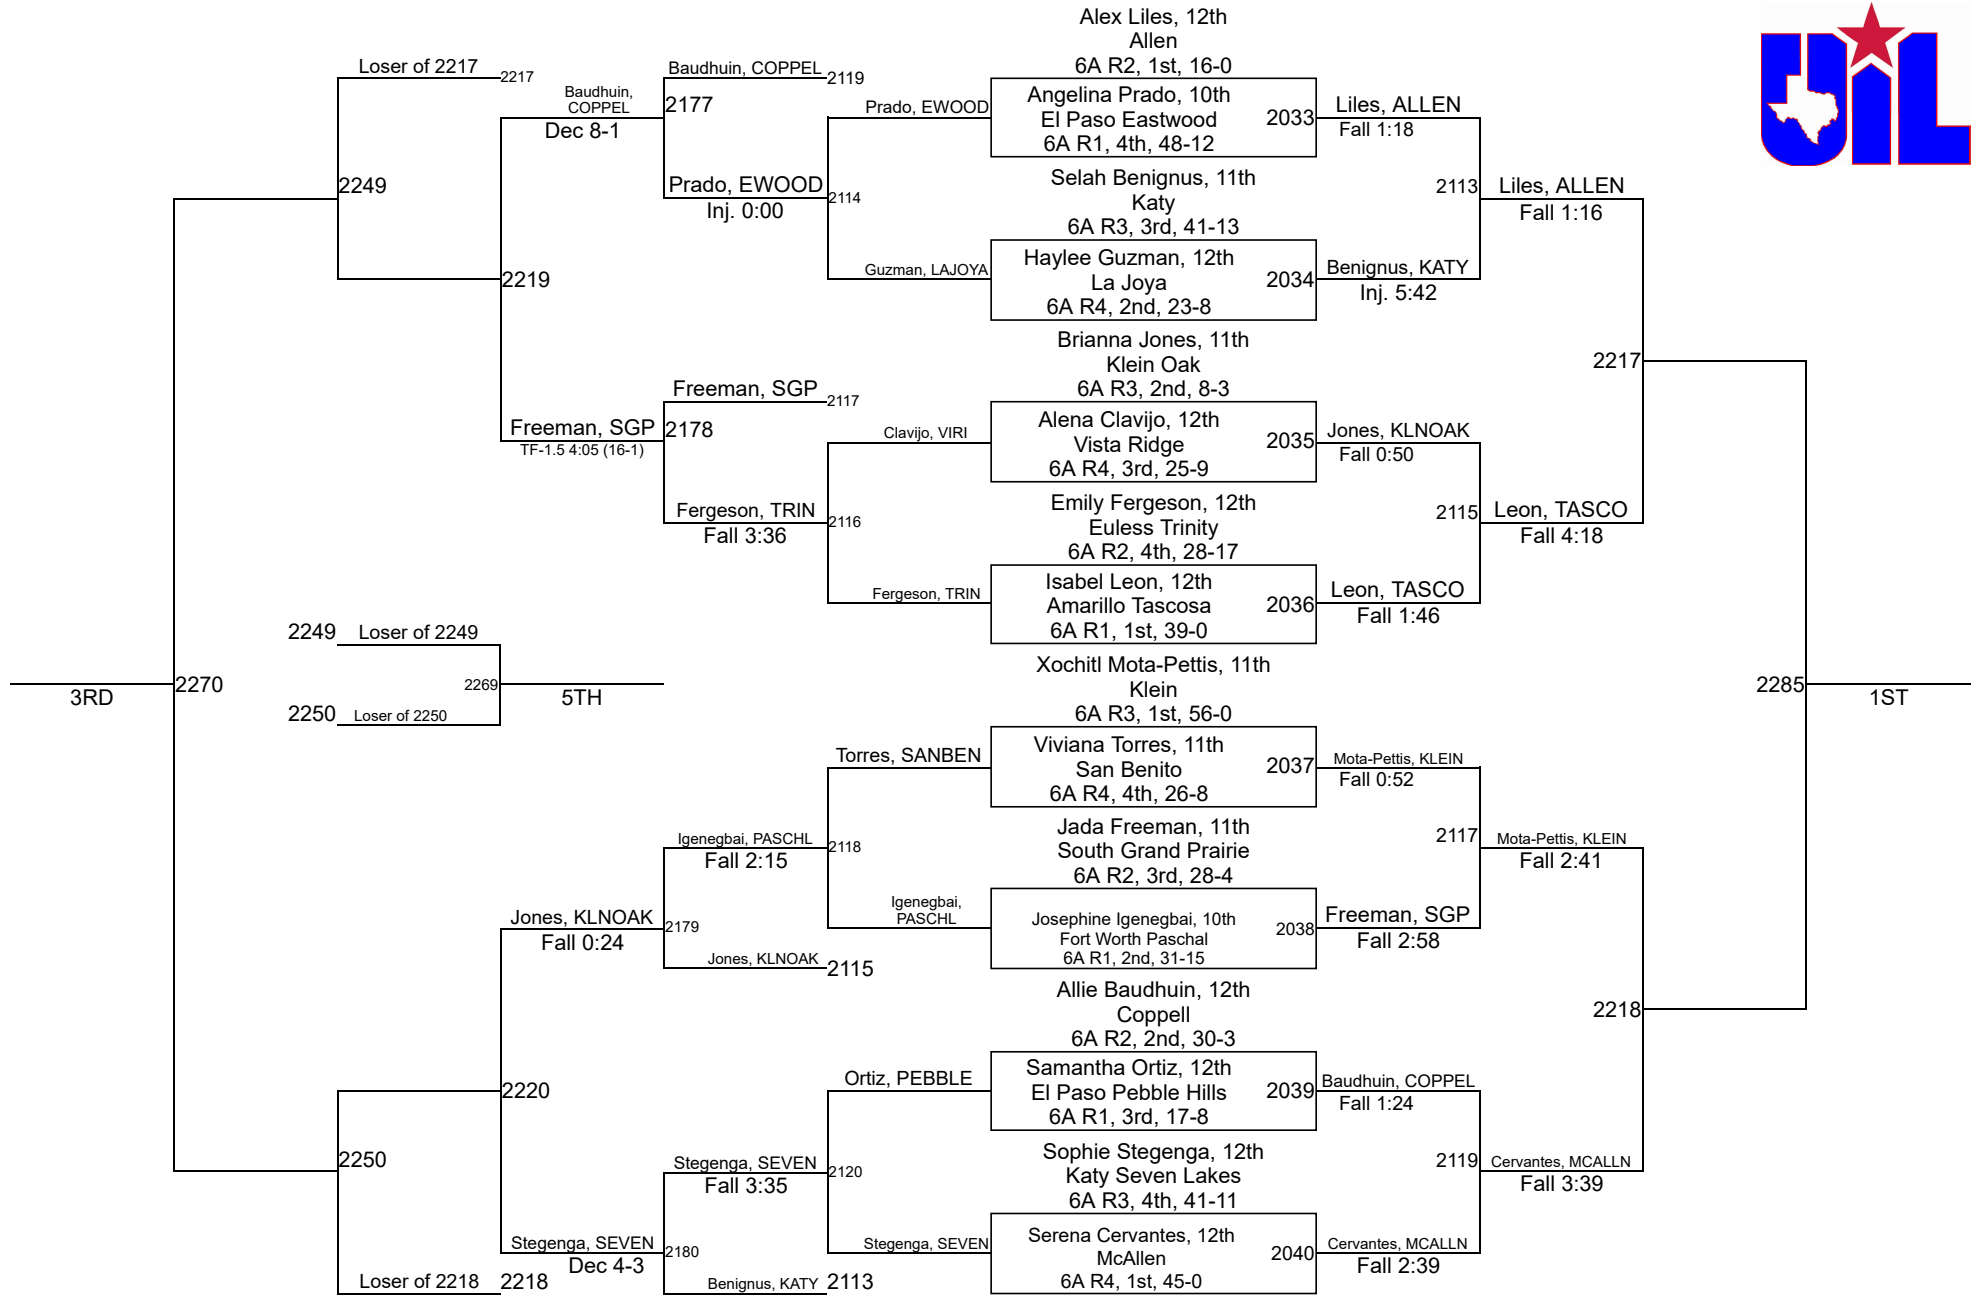 UIL
Alex Liles, 12th
Allen
6A R2, 1st, 16-0
Angelina Prado, 10th
El Paso Eastwood
6A R1, 4th, 48-12
2033
Selah Benignus, 11th
Katy
6A R3, 3rd, 41-13
Haylee Guzman, 12th
La Joya
6A R4, 2nd, 23-8
2034
Brianna Jones, 11th
Klein Oak
6A R3, 2nd, 8-3
Alena Clavijo, 12th
Vista Ridge
6A R4, 3rd, 25-9
2035
Emily Fergeson, 12th
Euless Trinity
6A R2, 4th, 28-17
Isabel Leon, 12th
Amarillo Tascosa
6A R1, 1st, 39-0
2036
Xochitl Mota-Pettis, 11th
Klein
6A R3, 1st, 56-0
Viviana Torres, 11th
San Benito
6A R4, 4th, 26-8
2037
Jada Freeman, 11th
South Grand Prairie
6A R2, 3rd, 28-4
Josephine Igenegbai, 10th
Fort Worth Paschal
6A R1, 2nd, 31-15
2038
Allie Baudhuin, 12th
Coppell
6A R2, 2nd, 30-3
Samantha Ortiz, 12th
El Paso Pebble Hills
6A R1, 3rd, 17-8
2039
Sophie Stegenga, 12th
Katy Seven Lakes
6A R3, 4th, 41-11
Serena Cervantes, 12th
McAllen
6A R4, 1st, 45-0
2040
Liles, ALLEN
Fall 1:18
2113
Benignus, KATY
Inj. 5:42
Jones, KLNOAK
Fall 0:50
2115
Leon, TASCO
Fall 1:46
Mota-Pettis, KLEIN
Fall 0:52
2117
Freeman, SGP
Fall 2:58
Baudhuin, COPPEL
Fall 1:24
2119
Cervantes, MCALLN
Fall 2:39
Liles, ALLEN
Fall 1:16
2217
Leon, TASCO
Fall 4:18
Mota-Pettis, KLEIN
Fall 2:41
2218
Cervantes, MCALLN
Fall 3:39
2285
1ST
Prado, EWOOD
2114
Guzman, LAJOYA
Clavijo, VIRI
2116
Fergeson, TRIN
Torres, SANBEN
2118
Igenegbai,
PASCHL
Ortiz, PEBBLE
2120
Stegenga, SEVEN
Baudhuin, COPPEL
2119
2177
Prado, EWOOD
Inj. 0:00
Freeman, SGP
2117
2178
Fergeson, TRIN
Fall 3:36
Igenegbai, PASCHL
Fall 2:15
2179
Jones, KLNOAK
2115
Stegenga, SEVEN
Fall 3:35
2180
Benignus, KATY
2113
Loser of 2217
2217
Baudhuin,
COPPEL
Dec 8-1
2249
2219
Freeman, SGP
TF-1.5 4:05 (16-1)
2249
Loser of 2249
2269
5TH
2250
Loser of 2250
3RD
2270
Jones, KLNOAK
Fall 0:24
2220
2250
Stegenga, SEVEN
Dec 4-3
Loser of 2218
2218